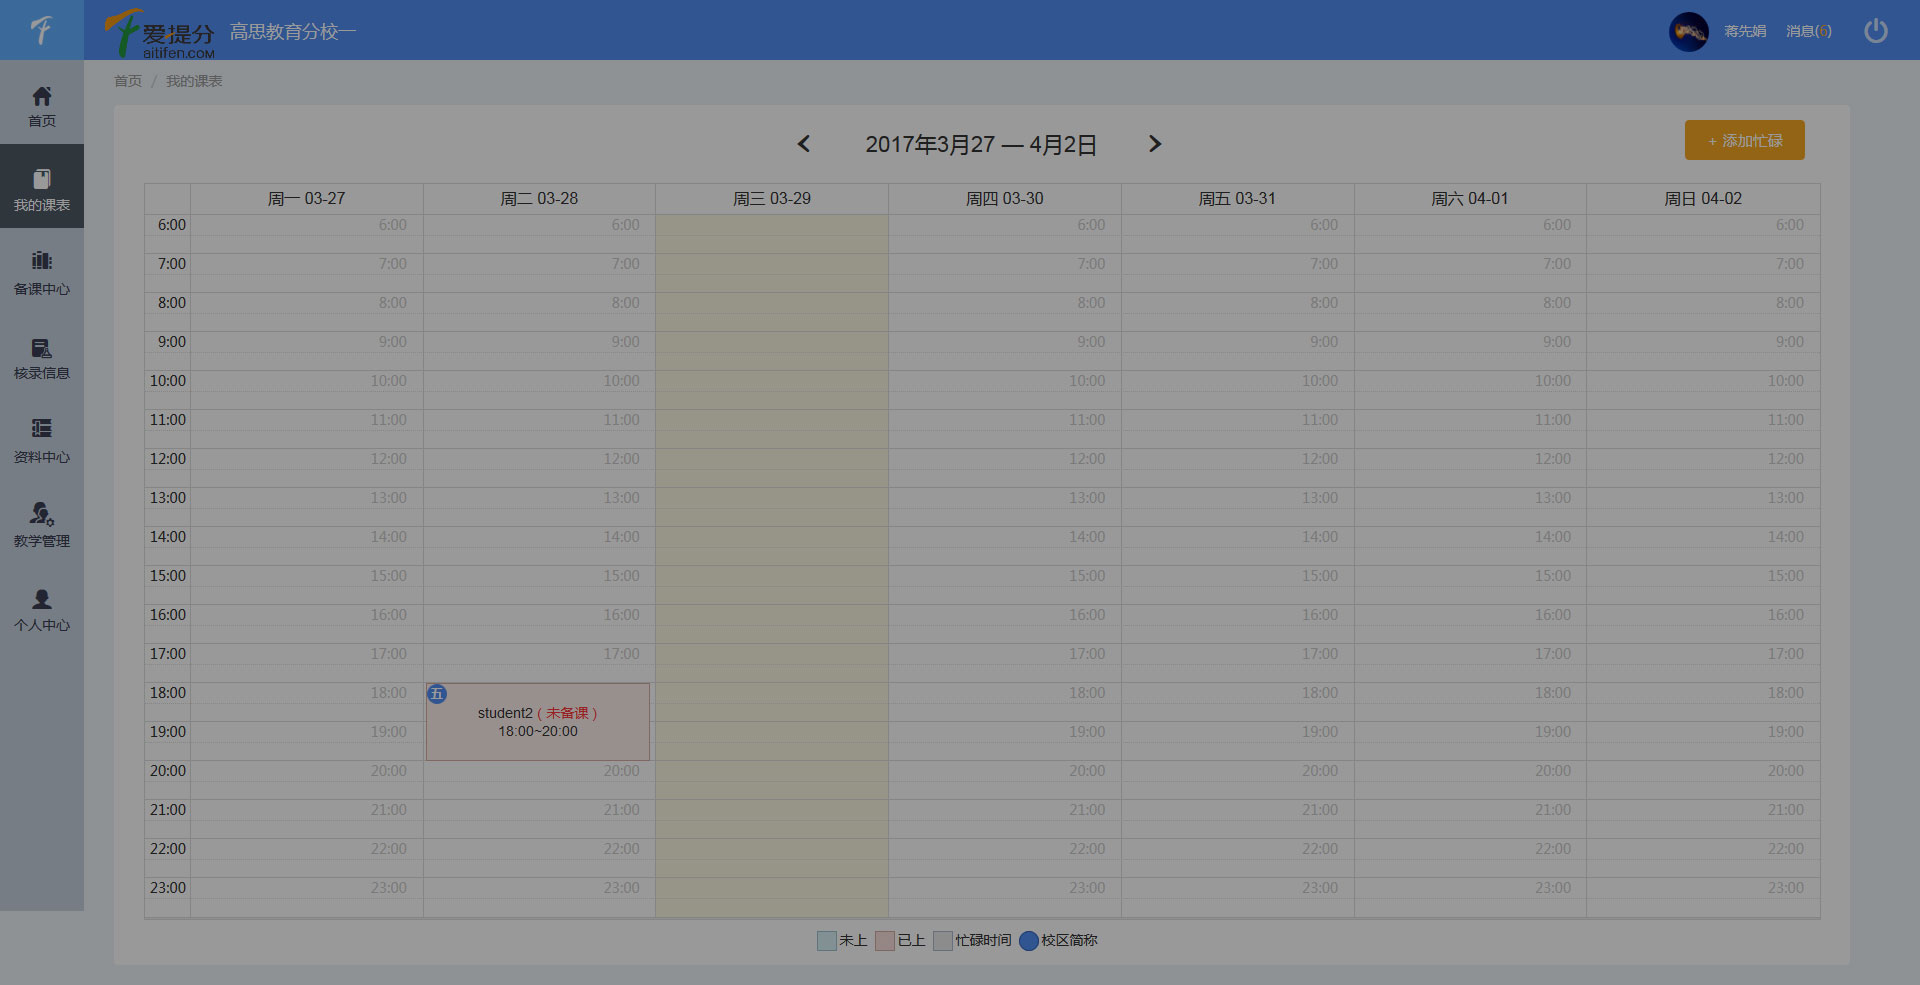 爱提分
aitifen.COM
高思教育分校一
蒋先娟 消息(6)
首页 / 我的课表
首页
我的课表
备课中心
核录信息
资料中心
教学管理
个人中心
2017年3月27 — 4月2日
+ 添加忙碌
周一 03-27 周二 03-28 周三 03-29 周四 03-30 周五 03-31 周六 04-01 周日 04-02
6:00 6:00 6:00 6:00 6:00 6:00 6:00
7:00 7:00 7:00 7:00 7:00 7:00 7:00
8:00 8:00 8:00 8:00 8:00 8:00 8:00
9:00 9:00 9:00 9:00 9:00 9:00 9:00
10:00 10:00 10:00 10:00 10:00 10:00 10:00
11:00 11:00 11:00 11:00 11:00 11:00 11:00
12:00 12:00 12:00 12:00 12:00 12:00 12:00
13:00 13:00 13:00 13:00 13:00 13:00 13:00
14:00 14:00 14:00 14:00 14:00 14:00 14:00
15:00 15:00 15:00 15:00 15:00 15:00 15:00
16:00 16:00 16:00 16:00 16:00 16:00 16:00
17:00 17:00 17:00 17:00 17:00 17:00 17:00
18:00 18:00 五 18:00 18:00 18:00 18:00
student2 ( 未备课 )
18:00~20:00
19:00 19:00 19:00 19:00 19:00 19:00
20:00 20:00 20:00 20:00 20:00 20:00 20:00
21:00 21:00 21:00 21:00 21:00 21:00 21:00
22:00 22:00 22:00 22:00 22:00 22:00 22:00
23:00 23:00 23:00 23:00 23:00 23:00 23:00
未上 已上 忙碌时间 校区简称